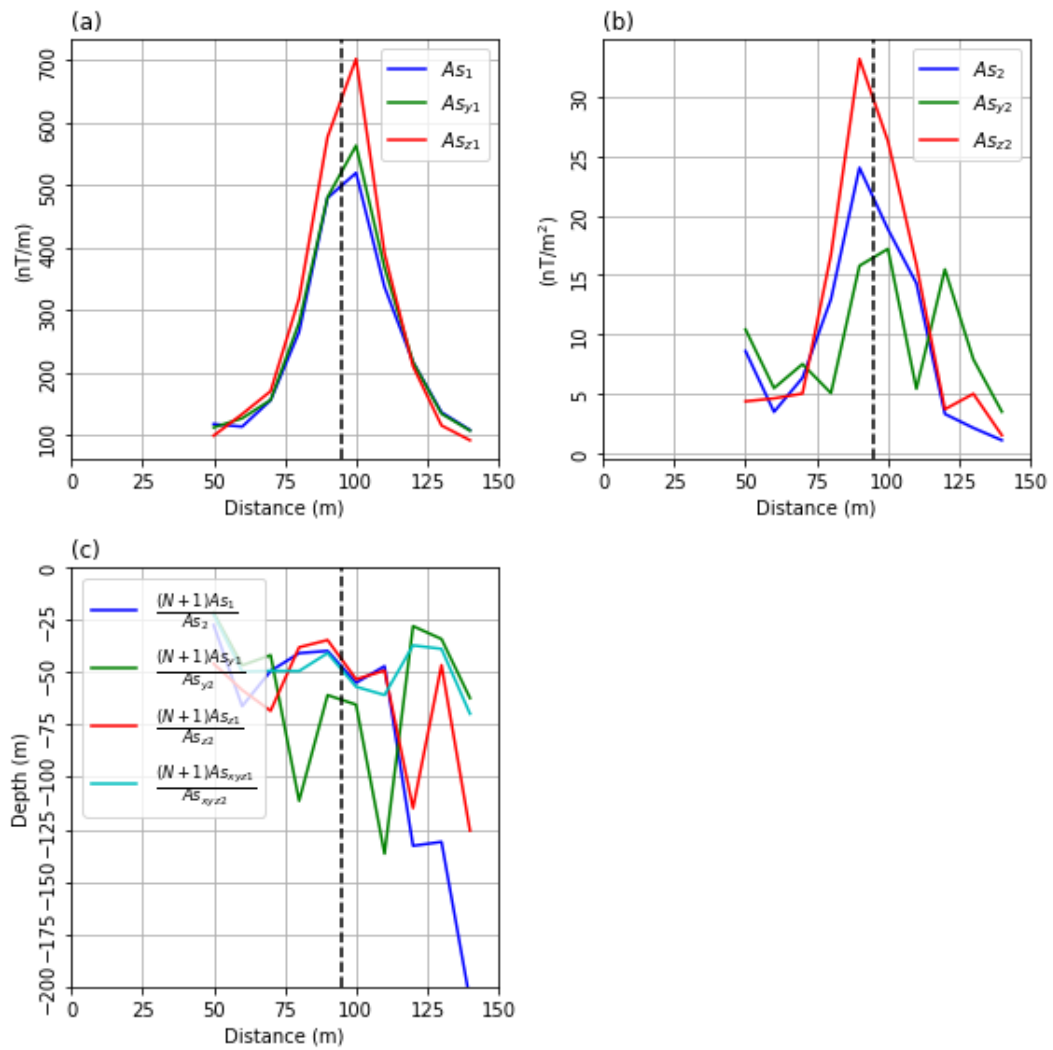 (a)
(nT/m)
700
600
500
400
300
200
100
As₁
Asy1
Asz1
0 25 50 75 100 125 150
Distance (m)
(b)
(nT/m²)
30
25
20
15
10
5
0
As₂
Asy2
Asz2
0 25 50 75 100 125 150
Distance (m)
(c)
Depth (m)
0
−25
−50
−75
−100
−125
−150
−175
−200
(N + 1)As₁
As₂
(N + 1)Asy1
Asy2
(N + 1)Asz1
Asz2
(N + 1)Asxyz1
Asxyz2
0 25 50 75 100 125 150
Distance (m)